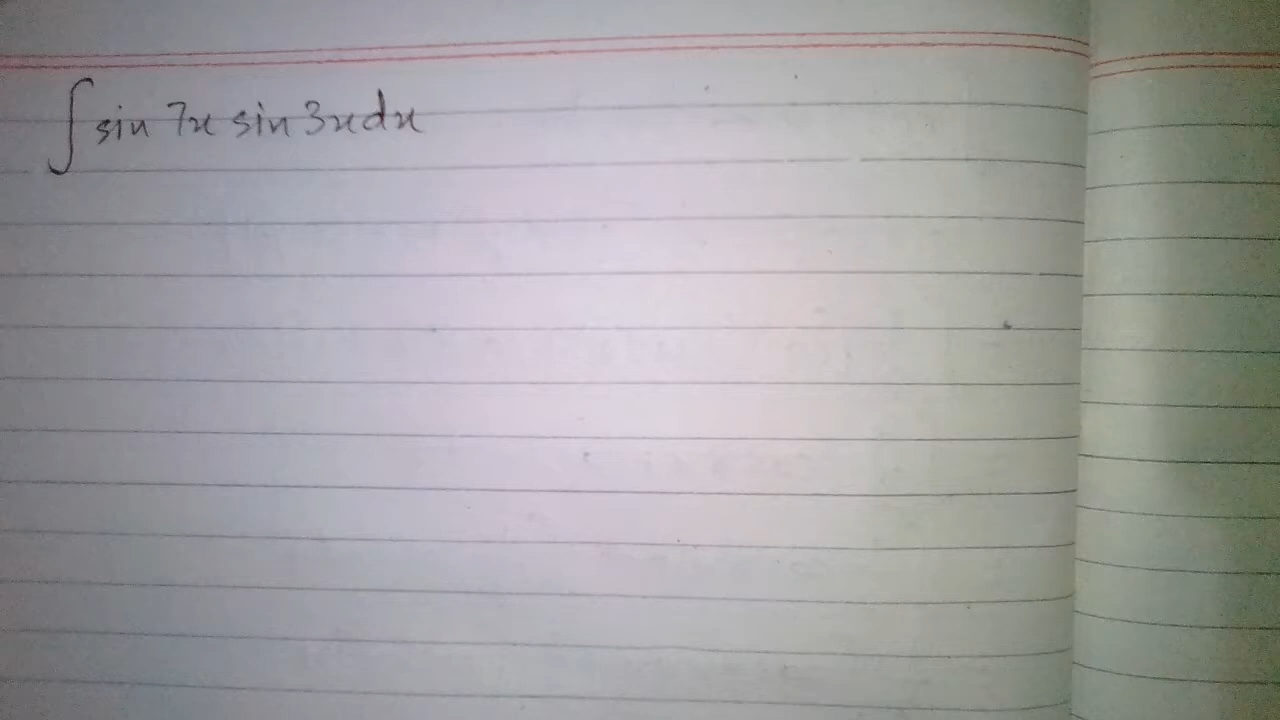 ∫ sin 7x sin 3x dx